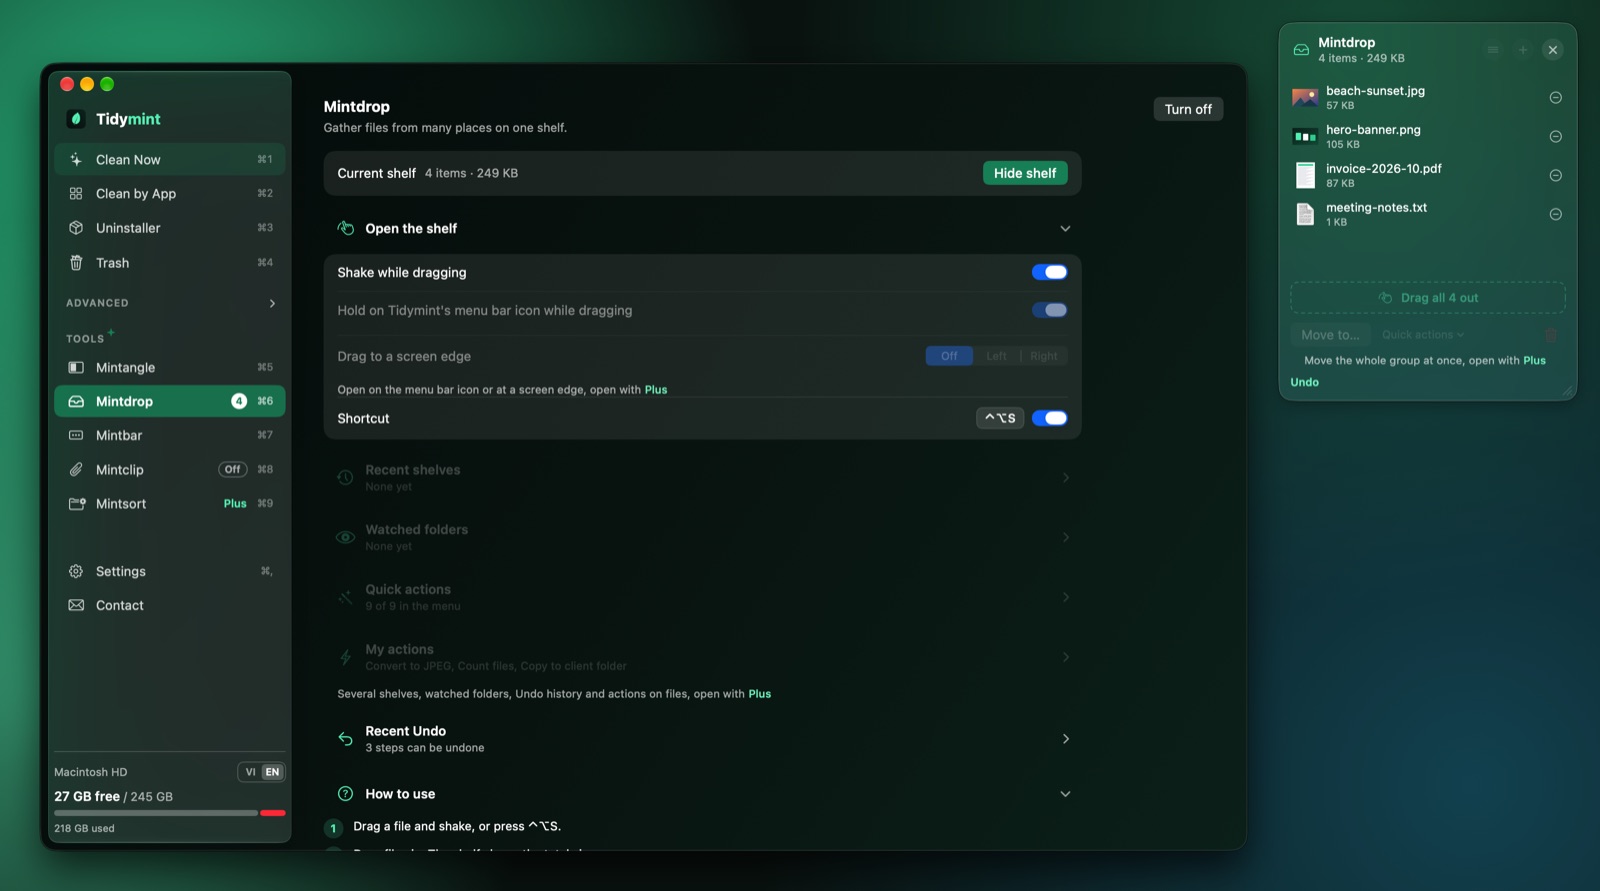 Tidymint
Clean Now ⌘1
Clean by App ⌘2
Uninstaller ⌘3
Trash ⌘4
ADVANCED
TOOLS
Mintangle ⌘5
Mintdrop 4 ⌘6
Mintbar ⌘7
Mintclip Off ⌘8
Mintsort Plus ⌘9
Settings ⌘,
Contact
Macintosh HD VI EN
27 GB free / 245 GB
218 GB used
Mintdrop
Gather files from many places on one shelf.
Turn off
Current shelf 4 items · 249 KB Hide shelf
Open the shelf
Shake while dragging
Hold on Tidymint's menu bar icon while dragging
Drag to a screen edge Off Left Right
Open on the menu bar icon or at a screen edge, open with Plus
Shortcut ⌃⌥S
Recent shelves
None yet
Watched folders
None yet
Quick actions
9 of 9 in the menu
My actions
Convert to JPEG, Count files, Copy to client folder
Several shelves, watched folders, Undo history and actions on files, open with Plus
Recent Undo
3 steps can be undone
How to use
1 Drag a file and shake, or press ⌃⌥S.
Mintdrop
4 items · 249 KB
beach-sunset.jpg
57 KB
hero-banner.png
105 KB
invoice-2026-10.pdf
87 KB
meeting-notes.txt
1 KB
Drag all 4 out
Move to... Quick actions
Move the whole group at once, open with Plus
Undo